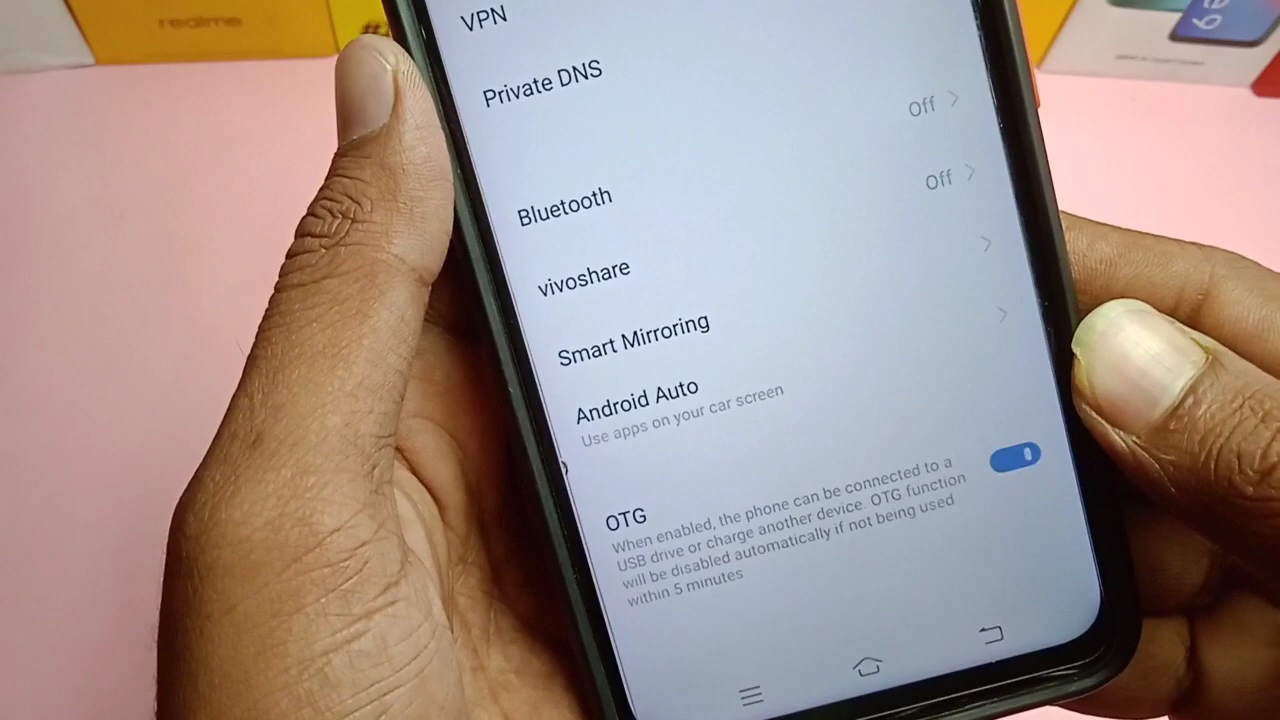 realme
VPN
Private DNS
Off
Bluetooth
Off
vivoshare
Smart Mirroring
Android Auto
Use apps on your car screen
OTG
When enabled, the phone can be connected to a
USB drive or charge another device. OTG function
will be disabled automatically if not being used
within 5 minutes